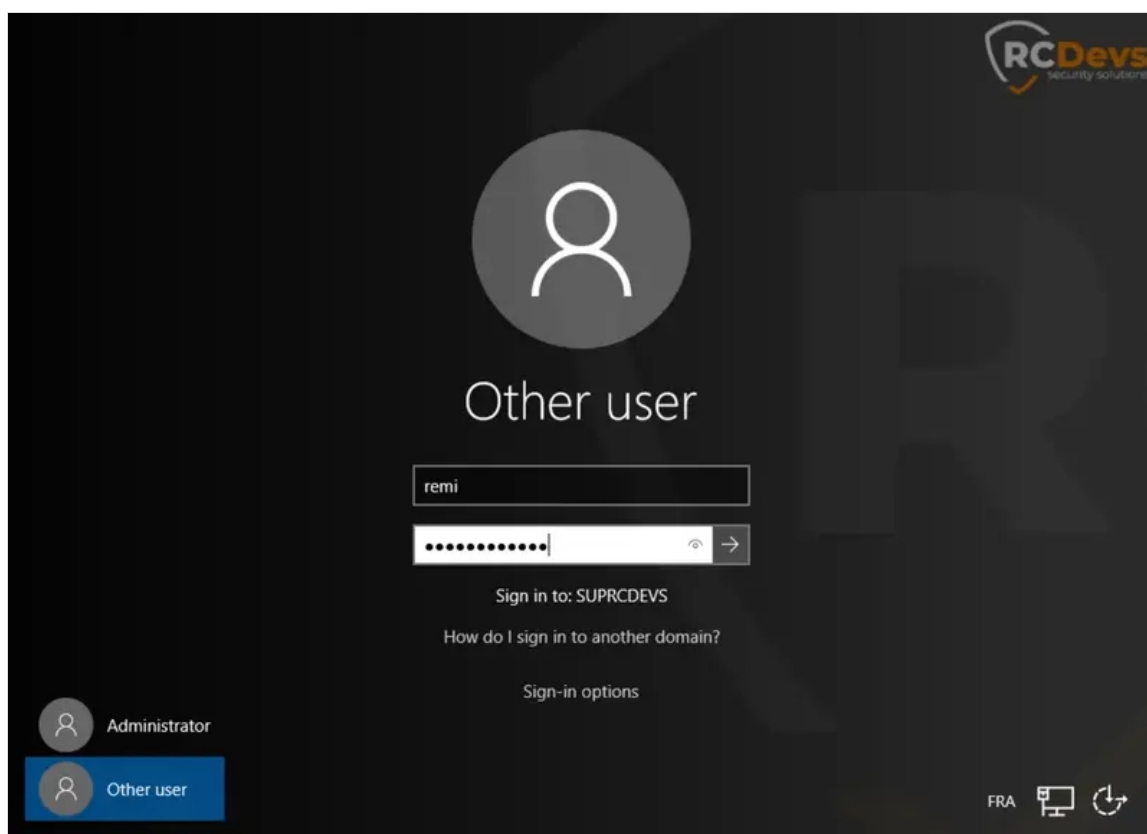 RCDevs
security solutions
Other user
remi
••••••••••••
Sign in to: SUPRCDEVS
How do I sign in to another domain?
Sign-in options
Administrator
Other user
FRA